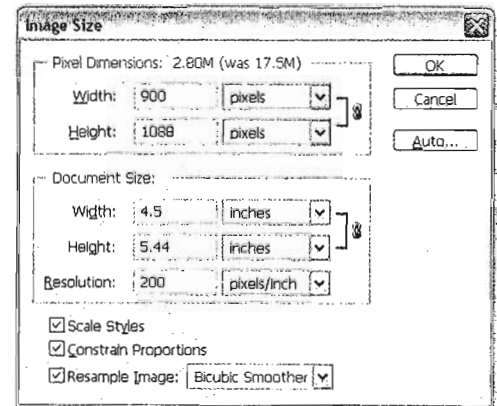 Image Size
Pixel Dimensions: 2.80M (was 17.5M)
OK
Width: 900 pixels
Cancel
Height: 1088 pixels
Auto...
Document Size:
Width: 4.5 inches
Height: 5.44 inches
Resolution: 200 pixels/inch
Scale Styles
Constrain Proportions
Resample Image: Bicubic Smoother